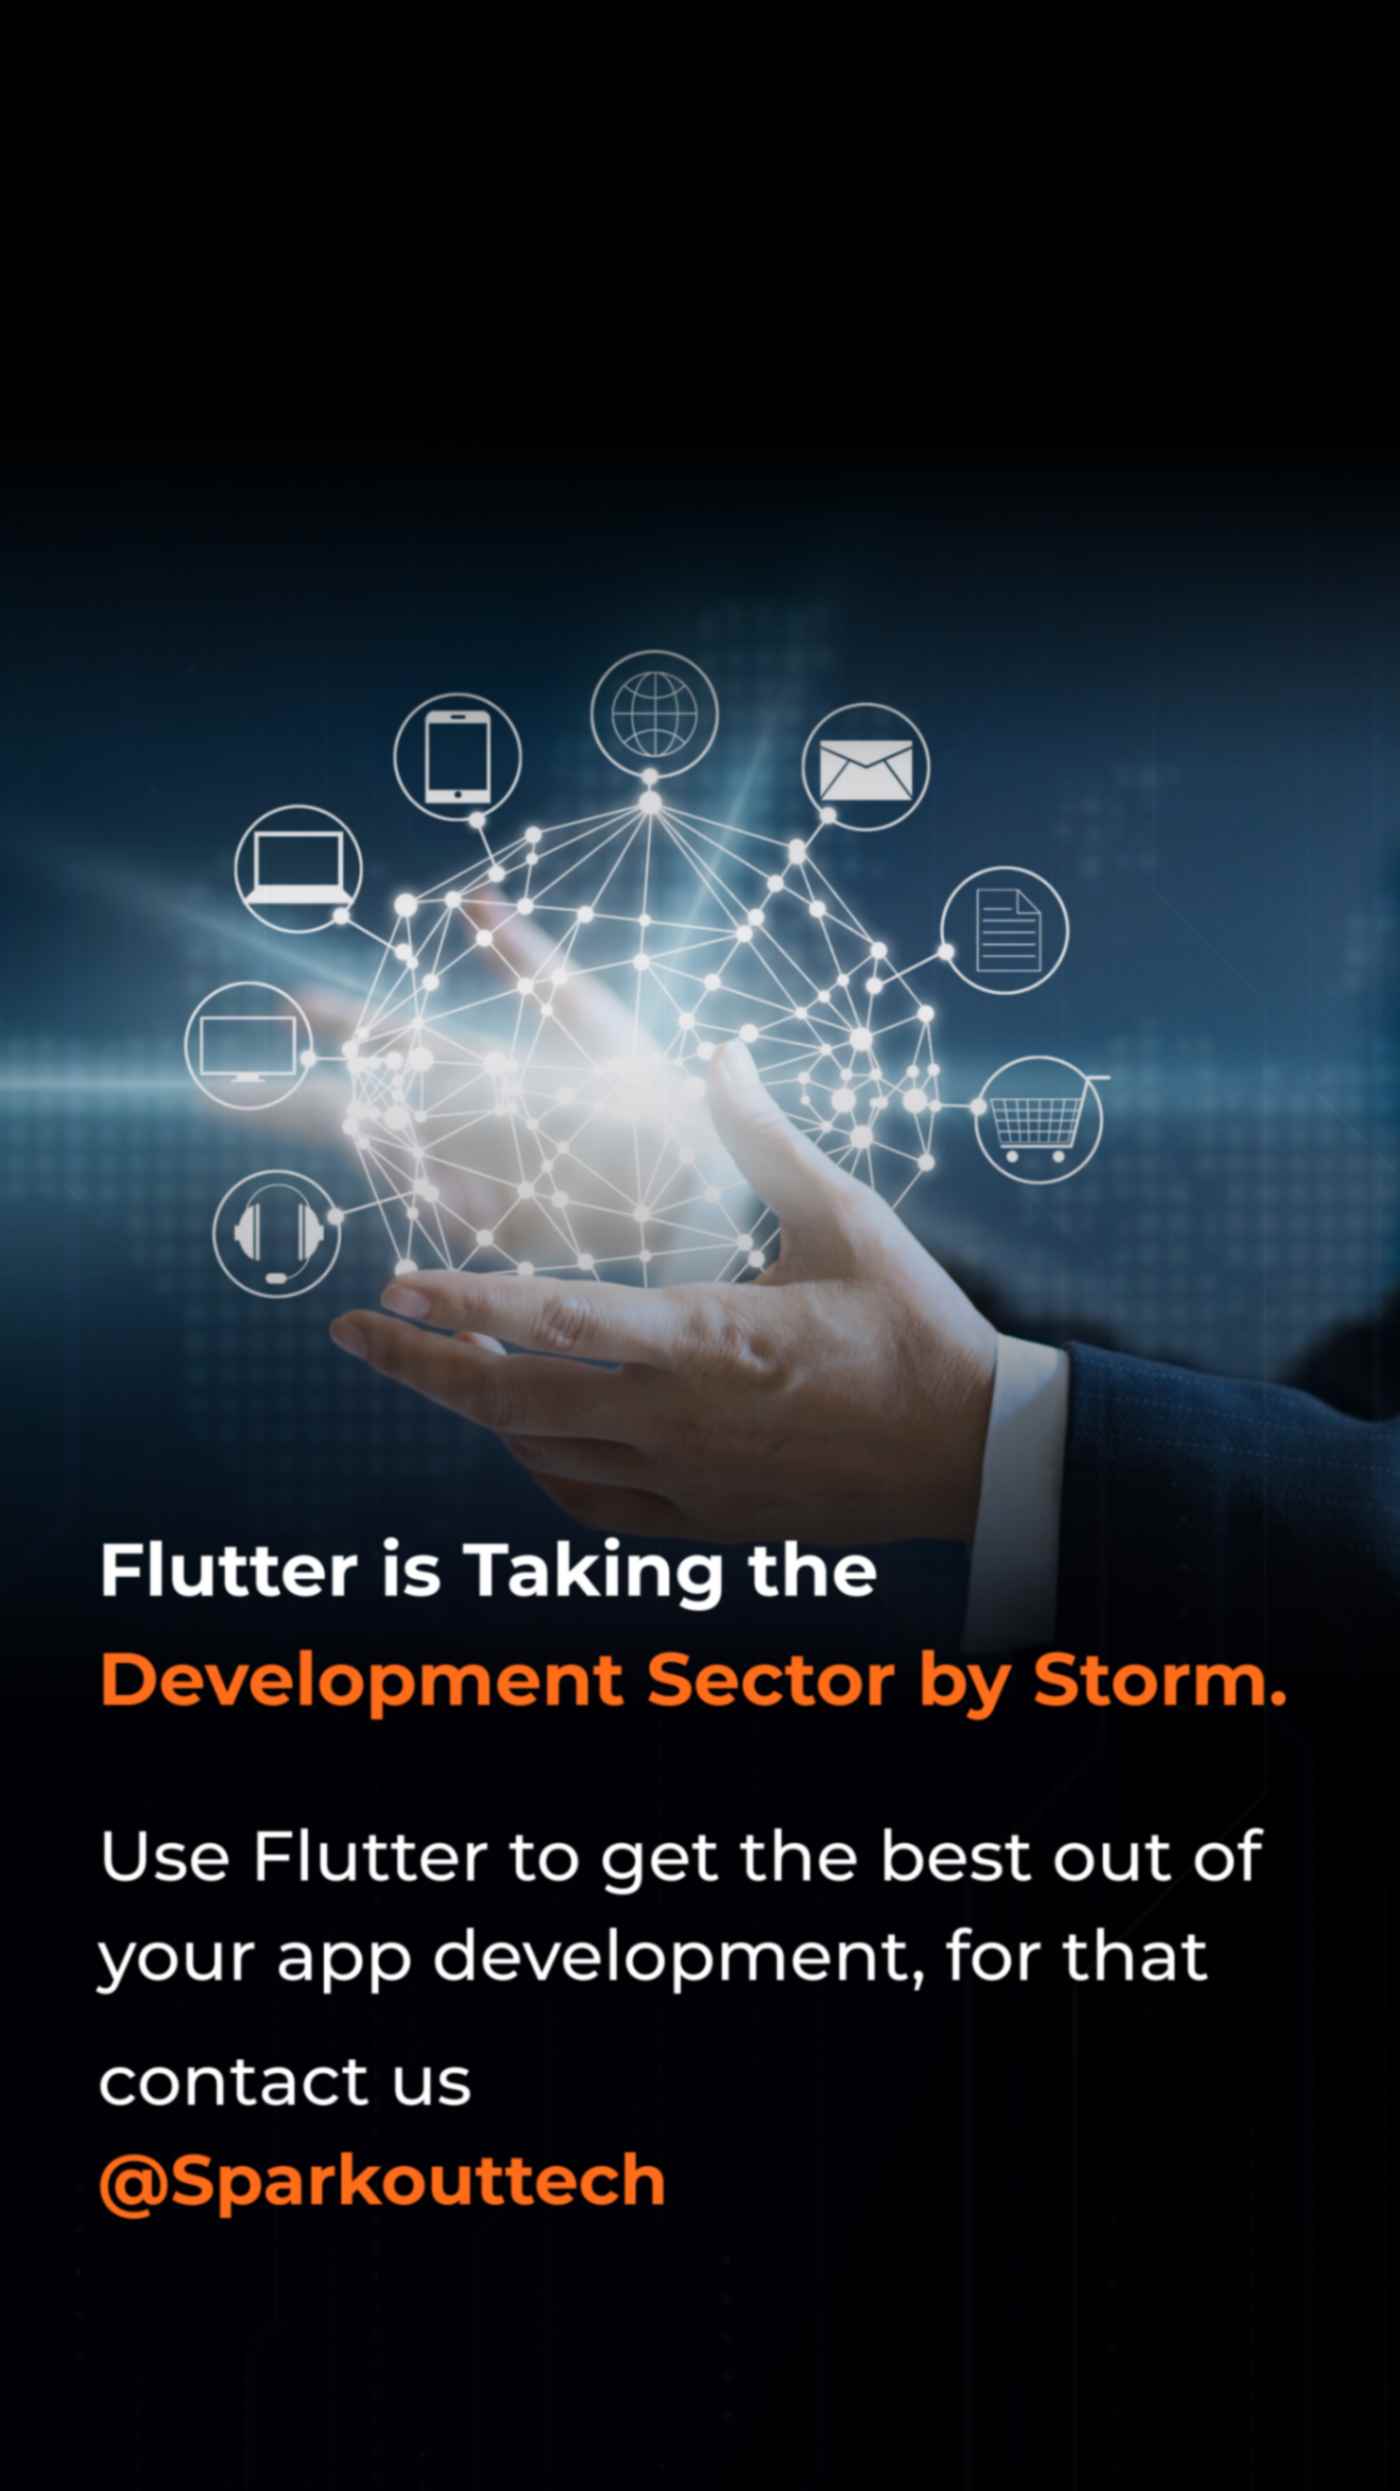 Flutter is Taking the
Development Sector by Storm.
Use Flutter to get the best out of
your app development, for that
contact us
@Sparkouttech